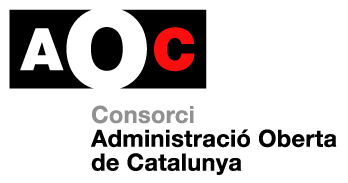 AOC
Consorci
Administració Oberta
de Catalunya